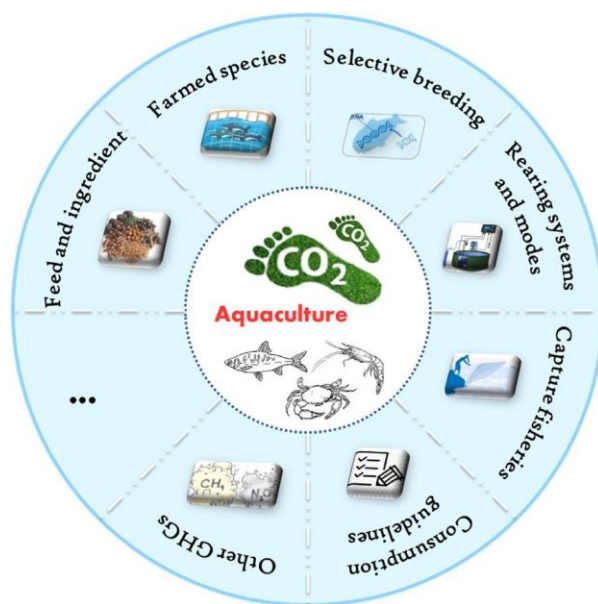 Farmed species
Selective breeding
Rearing systems
and modes
Capture fisheries
Consumption
guidelines
Other GHGs
...
Feed and ingredient
DNA
CO2
CO2
Aquaculture
CH4
N2O